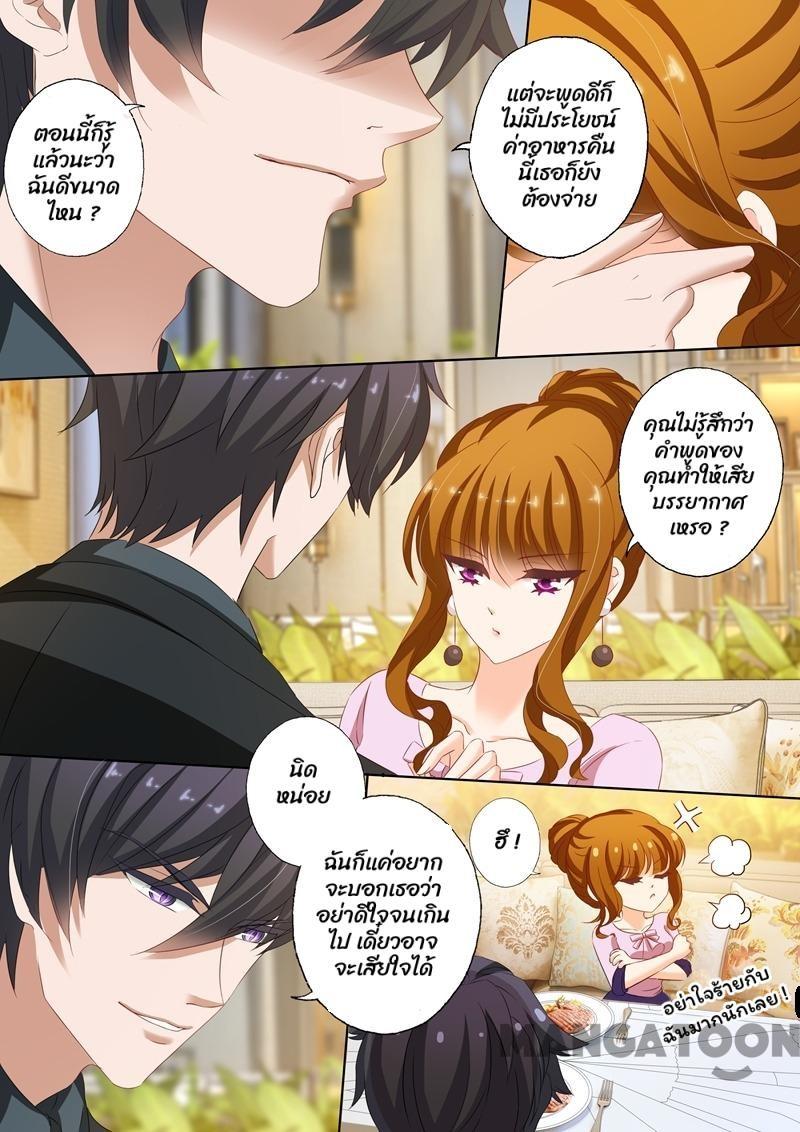 ตอนนี้ก็รู้
แล้วนะว่า
ฉันดีขนาด
ไหน ?
แต่จะพูดดีก็
ไม่มีประโยชน์
ค่าอาหารคืน
นี้เธอก็ยัง
ต้องจ่าย
คุณไม่รู้สึกว่า
คำพูดของ
คุณทำให้เสีย
บรรยากาศ
เหรอ ?
นิด
หน่อย
ฉันก็แค่อยาก
จะบอกเธอว่า
อย่าดีใจจนเกิน
ไป เดี๋ยวอาจ
จะเสียใจได้
ฮึ !
อย่าใจร้ายกับ
ฉันมากนักเลย !
MANGATOON